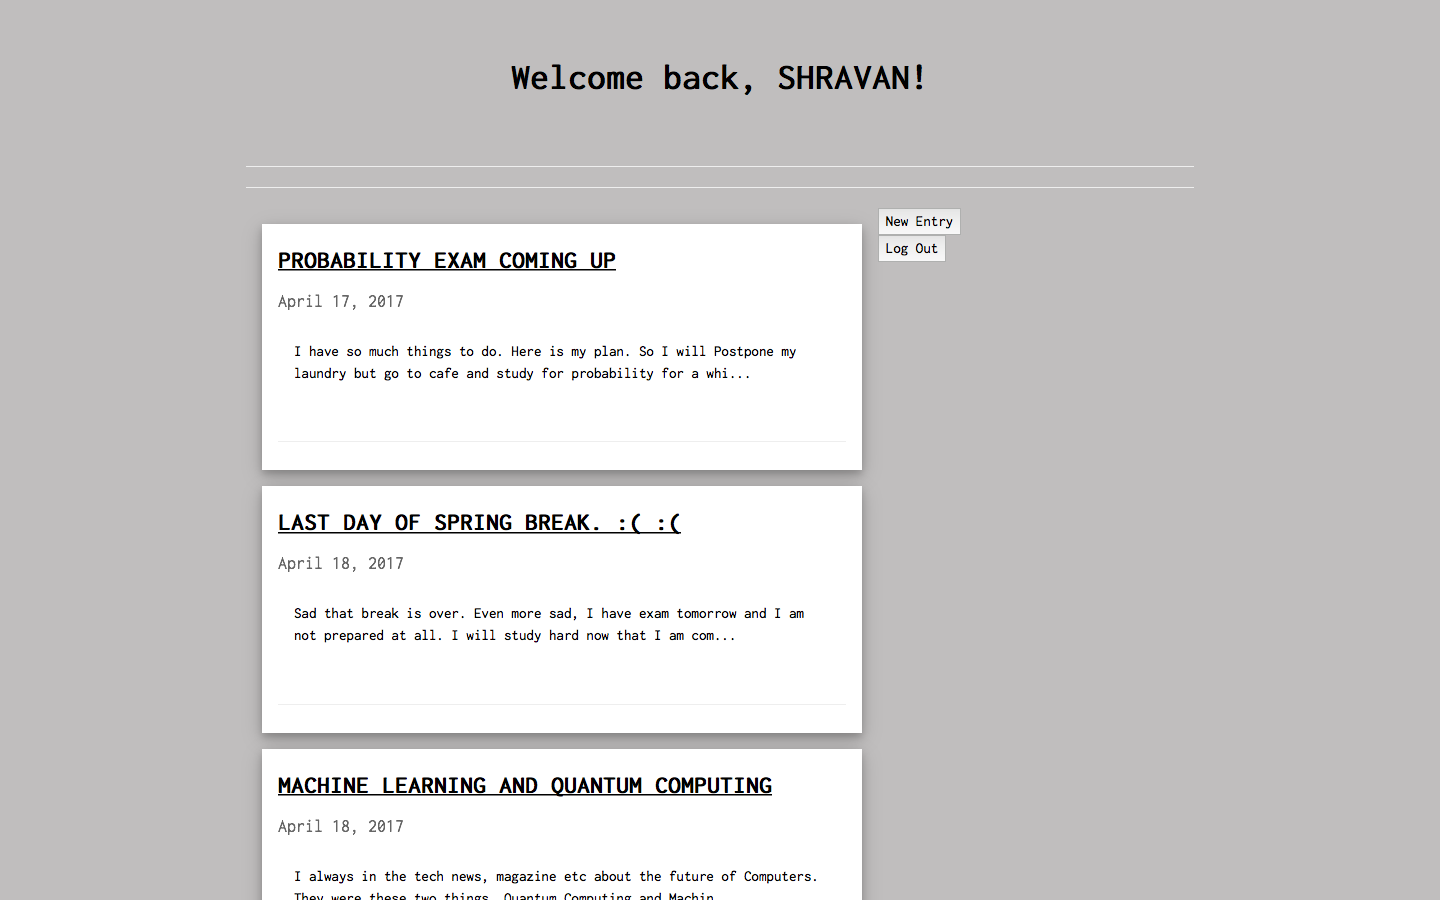 Welcome back, SHRAVAN!
New Entry
Log Out
PROBABILITY EXAM COMING UP
April 17, 2017
I have so much things to do. Here is my plan. So I will Postpone my
laundry but go to cafe and study for probability for a whi...
LAST DAY OF SPRING BREAK. :( :(
April 18, 2017
Sad that break is over. Even more sad, I have exam tomorrow and I am
not prepared at all. I will study hard now that I am com...
MACHINE LEARNING AND QUANTUM COMPUTING
April 18, 2017
I always in the tech news, magazine etc about the future of Computers.
They were these two things. Quantum Computing and Machin...